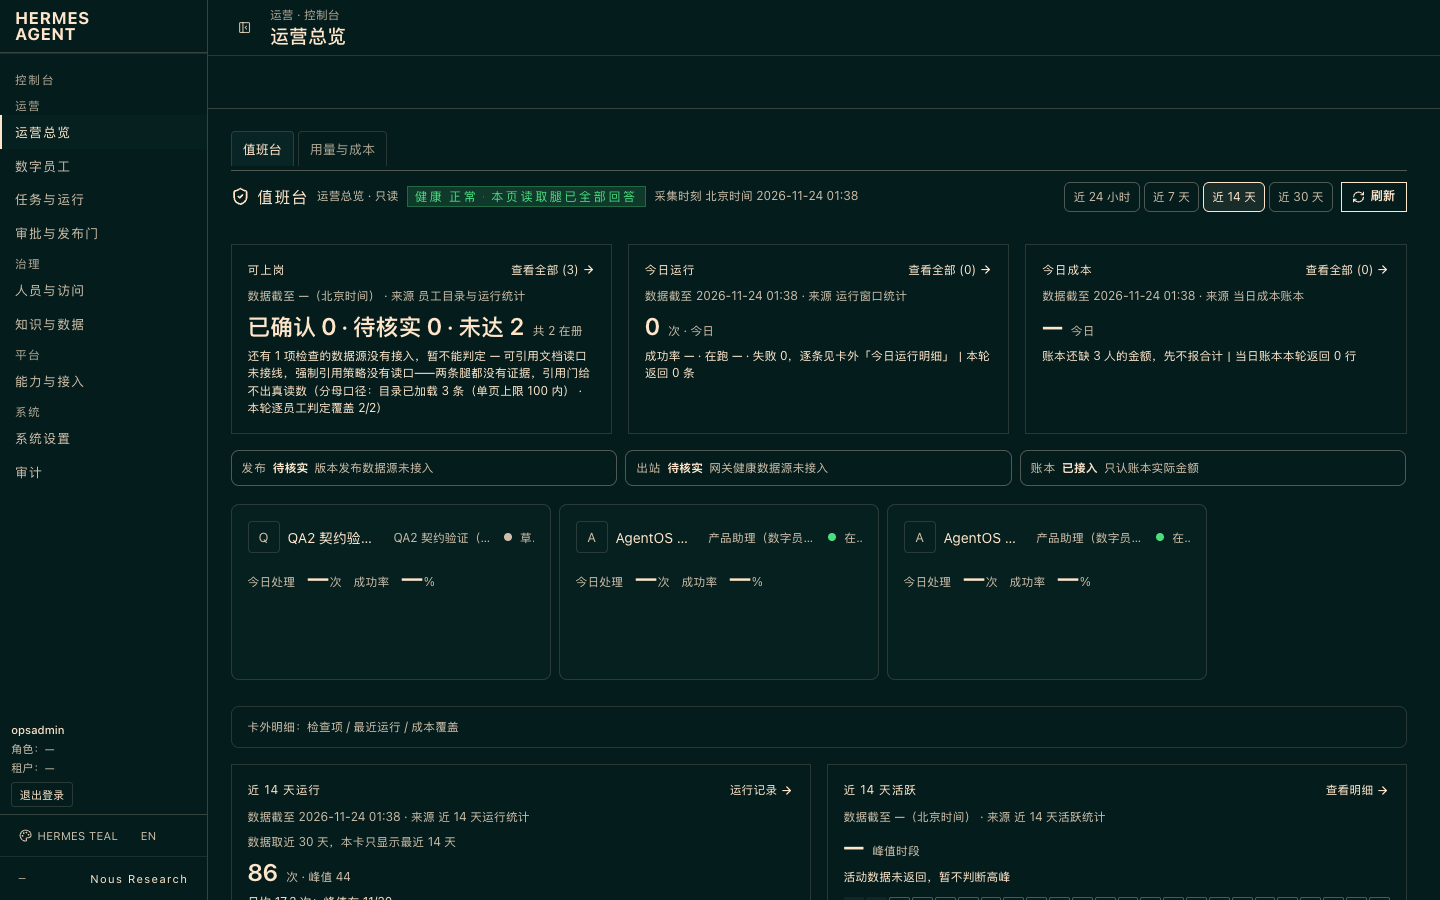 HERMES
AGENT
控制台
运营
运营总览
数字员工
任务与运行
审批与发布门
治理
人员与访问
知识与数据
平台
能力与接入
系统
系统设置
审计
opsadmin
角色：—
租户：—
退出登录
HERMES TEAL EN
— Nous Research
运营 · 控制台
运营总览
值班台 用量与成本
值班台 运营总览 · 只读 健康 正常 · 本页读取腿已全部回答 采集时刻 北京时间 2026-11-24 01:38 近 24 小时 近 7 天 近 14 天 近 30 天 刷新
可上岗 查看全部 (3) →
数据截至 —（北京时间） · 来源 员工目录与运行统计
已确认 0 · 待核实 0 · 未达 2 共 2 在册
还有 1 项检查的数据源没有接入，暂不能判定 — 可引用文档读口
未接线，强制引用策略没有读口——两条腿都没有证据，引用门给
不出真读数（分母口径：目录已加载 3 条（单页上限 100 内） ·
本轮逐员工判定覆盖 2/2）
今日运行 查看全部 (0) →
数据截至 2026-11-24 01:38 · 来源 运行窗口统计
0 次 · 今日
成功率 — · 在跑 — · 失败 0，逐条见卡外「今日运行明细」 | 本轮
返回 0 条
今日成本 查看全部 (0) →
数据截至 2026-11-24 01:38 · 来源 当日成本账本
— 今日
账本还缺 3 人的金额，先不报合计 | 当日账本本轮返回 0 行
发布 待核实 版本发布数据源未接入
出站 待核实 网关健康数据源未接入
账本 已接入 只认账本实际金额
Q QA2 契约验... QA2 契约验证（... 草.
今日处理 —次 成功率 —%
A AgentOS ... 产品助理（数字员... 在..
今日处理 —次 成功率 —%
A AgentOS ... 产品助理（数字员... 在..
今日处理 —次 成功率 —%
卡外明细：检查项 / 最近运行 / 成本覆盖
近 14 天运行 运行记录 →
数据截至 2026-11-24 01:38 · 来源 近 14 天运行统计
数据取近 30 天，本卡只显示最近 14 天
86 次 · 峰值 44
近 14 天活跃 查看明细 →
数据截至 —（北京时间） · 来源 近 14 天活跃统计
— 峰值时段
活动数据未返回，暂不判断高峰